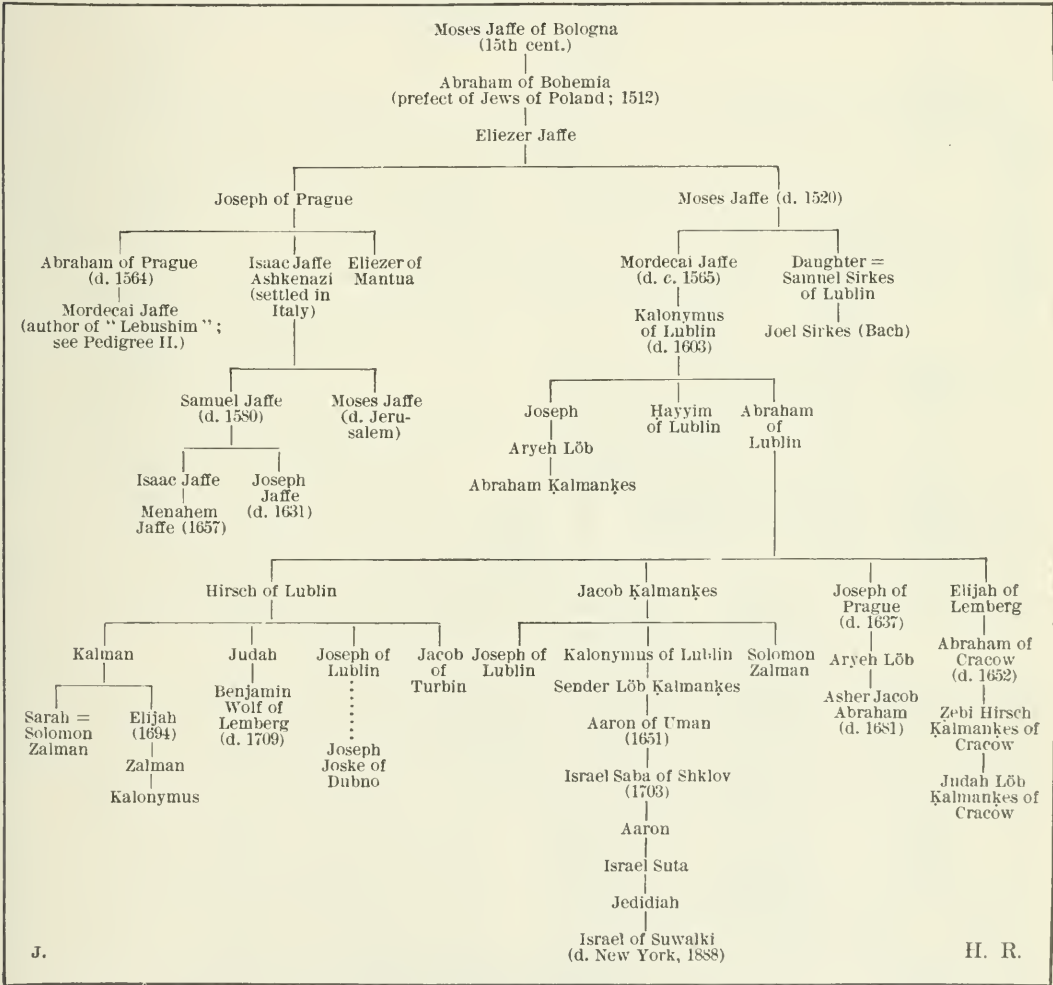 Moses Jaffe of Bologna
(15th cent.)
Abraham of Bohemia
(prefect of Jews of Poland; 1512)
Eliezer Jaffe
Joseph of Prague
Moses Jaffe (d. 1520)
Abraham of Prague
(d. 1564)
Mordecai Jaffe
(author of "Lebushim";
see Pedigree II.)
Isaac Jaffe
Ashkenazi
(settled in
Italy)
Eliezer of
Mantua
Mordecai Jaffe
(d. c. 1565)
Kalonymus
of Lublin
(d. 1603)
Daughter =
Samuel Sirkes
of Lublin
Joel Sirkes (Bach)
Samuel Jaffe
(d. 1580)
Moses Jaffe
(d. Jeru-
salem)
Isaac Jaffe
Menahem
Jaffe (1657)
Joseph
Jaffe
(d. 1631)
Joseph
Aryeh Löb
Abraham Ḳalmanḳes
Ḥayyim
of Lublin
Abraham
of
Lublin
Hirsch of Lublin
Jacob Ḳalmanḳes
Joseph of
Prague
(d. 1637)
Aryeh Löb
Asher Jacob
Abraham
(d. 1681)
Elijah of
Lemberg
Abraham of
Cracow
(d. 1652)
Ẓebi Hirsch
Ḳalmanḳes of
Cracow
Judah Löb
Ḳalmanḳes of
Cracow
Kalman
Sarah =
Solomon
Zalman
Elijah
(1694)
Zalman
Kalonymus
Judah
Benjamin
Wolf of
Lemberg
(d. 1709)
Joseph of
Lublin
Joseph
Joske of
Dubno
Jacob
of
Turbin
Joseph of
Lublin
Kalonymus of Lublin
Sender Löb Ḳalmanḳes
Aaron of Uman
(1651)
Israel Saba of Shklov
(1703)
Aaron
Israel Suta
Jedidiah
Israel of Suwalki
(d. New York, 1888)
Solomon
Zalman
J.
H. R.